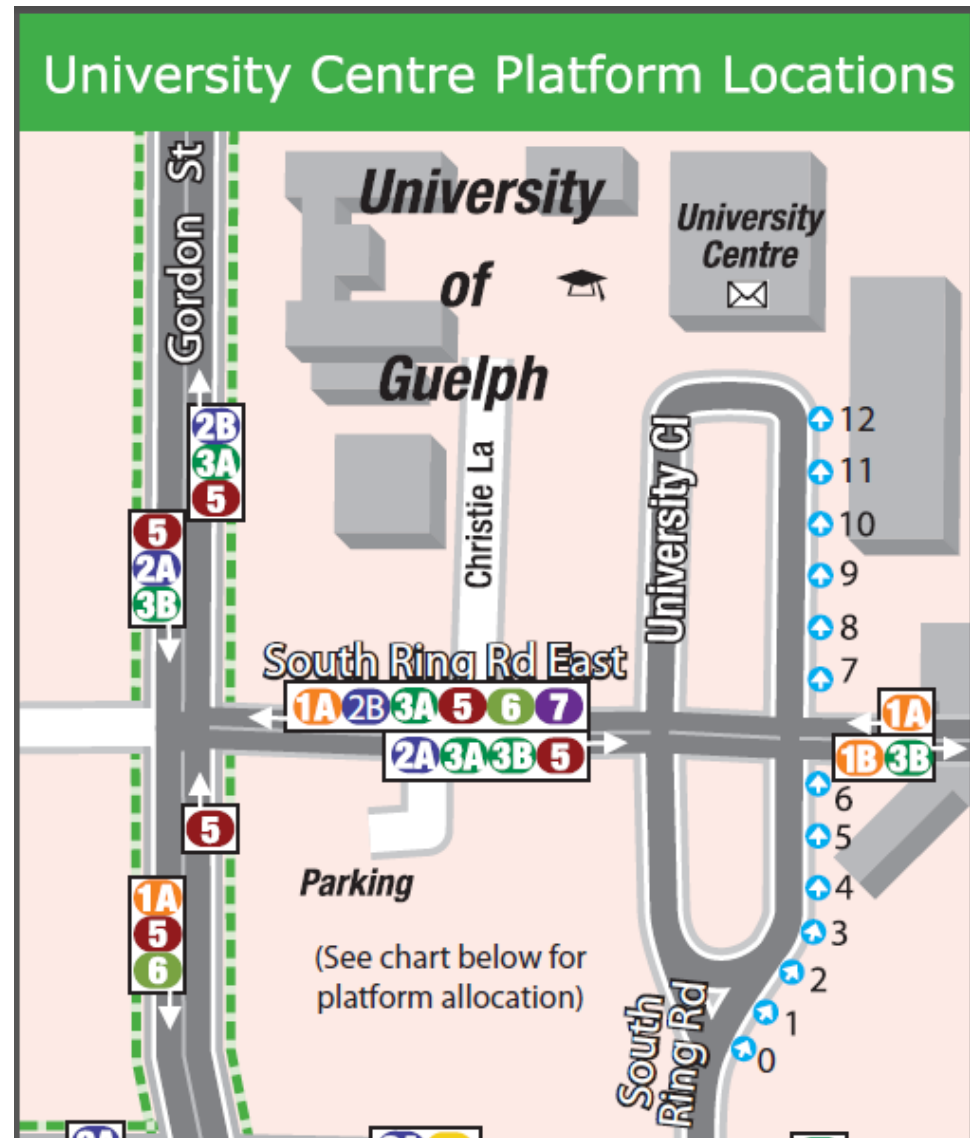 University Centre Platform Locations
Gordon St
University
of
Guelph
University
Centre
2B
3A
5
5
2A
3B
Christie La
University Cl
12
11
10
9
8
7
South Ring Rd East
1A 2B 3A 5 6 7
2A 3A 3B 5
1A
1B 3B
6
5
4
3
2
1
0
5
1A
5
6
Parking
(See chart below for
platform allocation)
South
Ring Rd